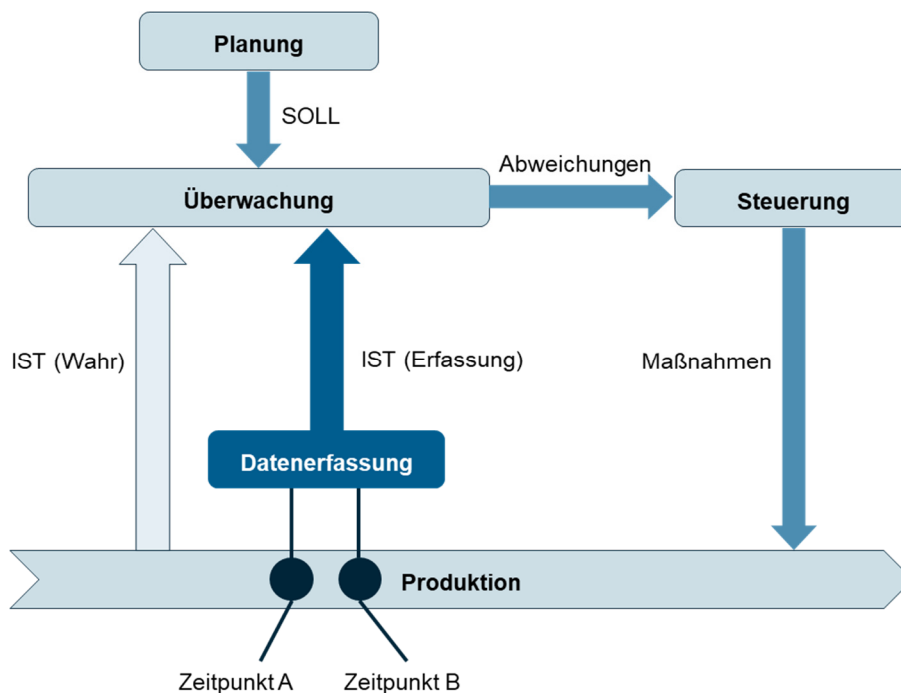 Planung
SOLL
Abweichungen
Überwachung
Steuerung
IST (Wahr)
IST (Erfassung)
Maßnahmen
Datenerfassung
Produktion
Zeitpunkt A
Zeitpunkt B